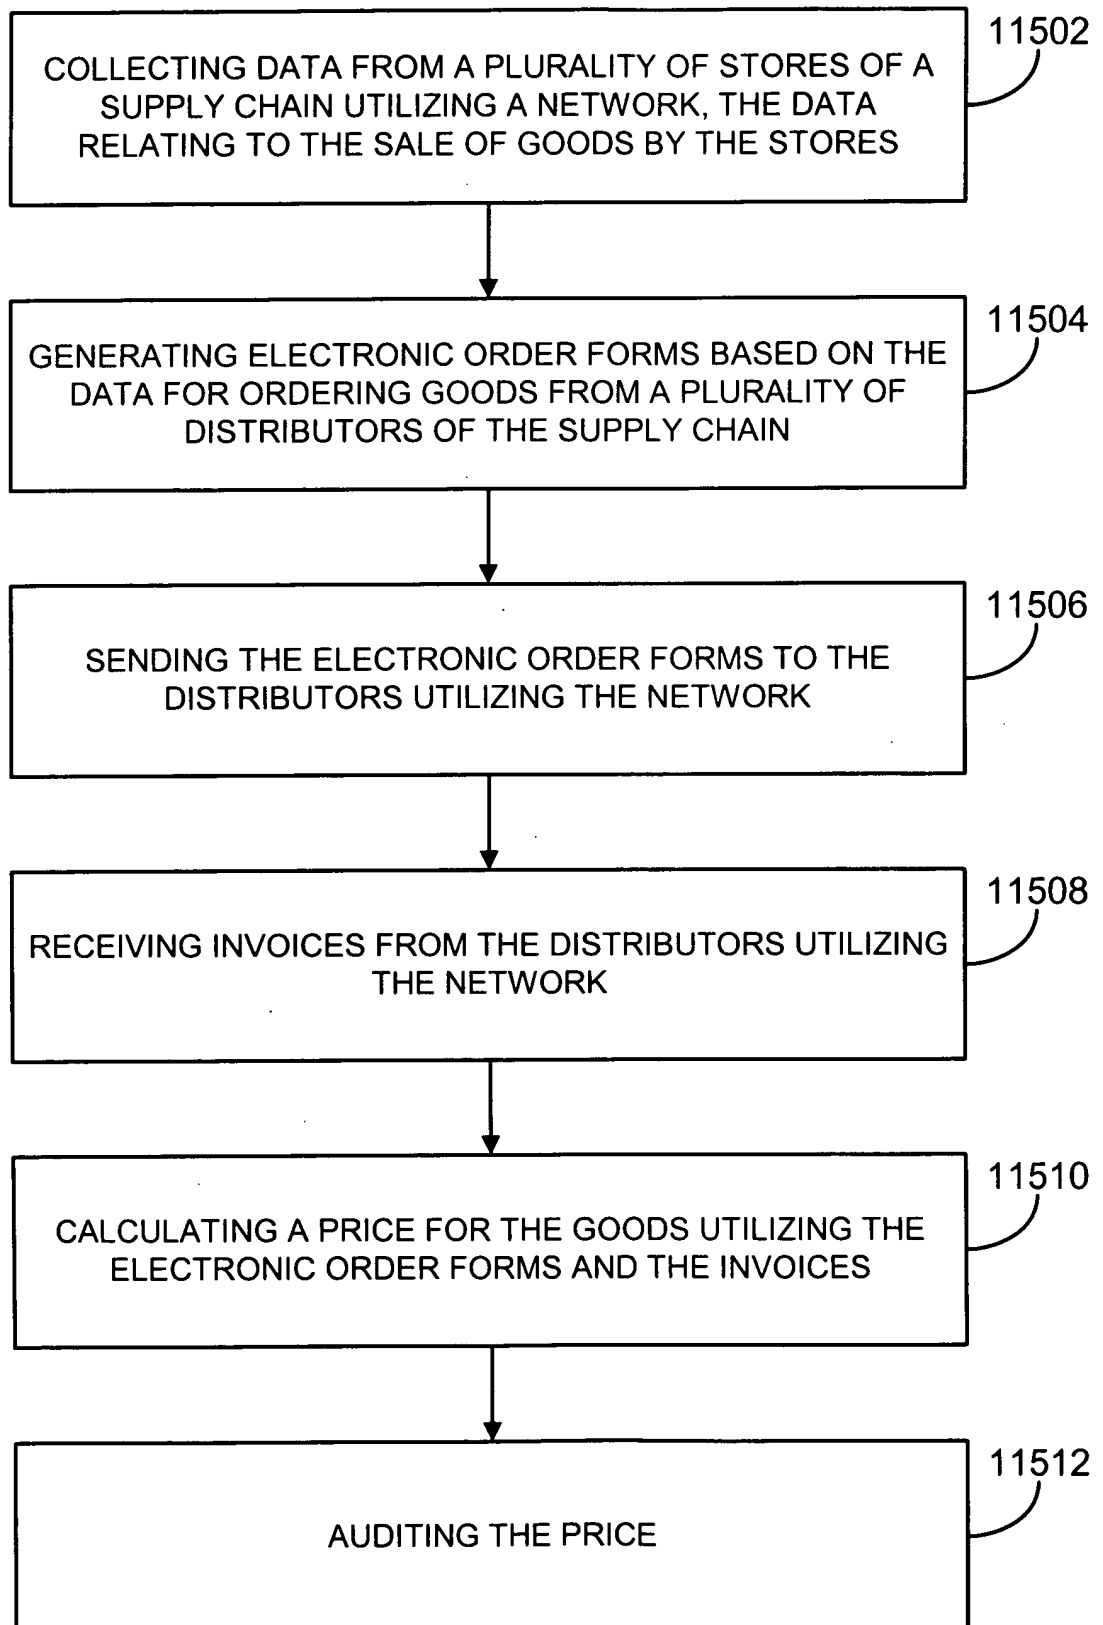 11502
COLLECTING DATA FROM A PLURALITY OF STORES OF A
SUPPLY CHAIN UTILIZING A NETWORK, THE DATA
RELATING TO THE SALE OF GOODS BY THE STORES
11504
GENERATING ELECTRONIC ORDER FORMS BASED ON THE
DATA FOR ORDERING GOODS FROM A PLURALITY OF
DISTRIBUTORS OF THE SUPPLY CHAIN
11506
SENDING THE ELECTRONIC ORDER FORMS TO THE
DISTRIBUTORS UTILIZING THE NETWORK
11508
RECEIVING INVOICES FROM THE DISTRIBUTORS UTILIZING
THE NETWORK
11510
CALCULATING A PRICE FOR THE GOODS UTILIZING THE
ELECTRONIC ORDER FORMS AND THE INVOICES
11512
AUDITING THE PRICE